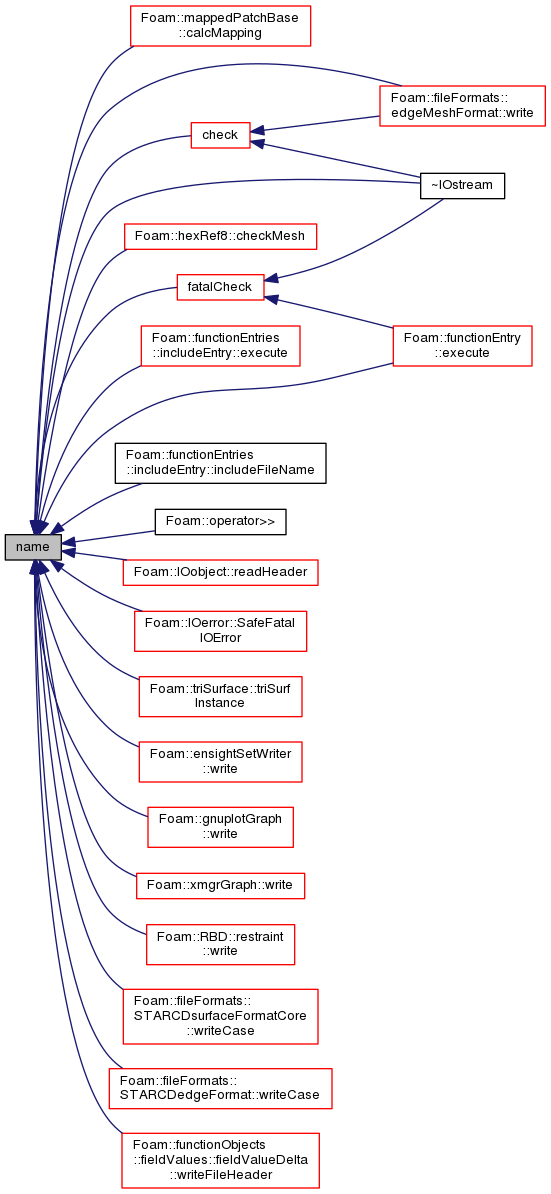 Foam::mappedPatchBase
::calcMapping
Foam::fileFormats::
edgeMeshFormat::write
check
~IOstream
Foam::hexRef8::checkMesh
fatalCheck
Foam::functionEntries
::includeEntry::execute
Foam::functionEntry
::execute
Foam::functionEntries
::includeEntry::includeFileName
Foam::operator>>
name
Foam::IOobject::readHeader
Foam::IOerror::SafeFatal
IOError
Foam::triSurface::triSurf
Instance
Foam::ensightSetWriter
::write
Foam::gnuplotGraph
::write
Foam::xmgrGraph::write
Foam::RBD::restraint
::write
Foam::fileFormats::
STARCDsurfaceFormatCore
::writeCase
Foam::fileFormats::
STARCDedgeFormat::writeCase
Foam::functionObjects
::fieldValues::fieldValueDelta
::writeFileHeader